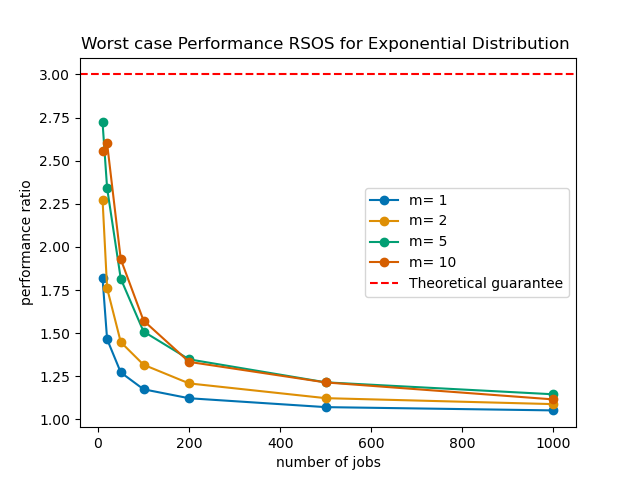 Worst case Performance RSOS for Exponential Distribution
performance ratio
3.00
2.75
2.50
2.25
2.00
1.75
1.50
1.25
1.00
m= 1
m= 2
m= 5
m= 10
Theoretical guarantee
0 200 400 600 800 1000
number of jobs